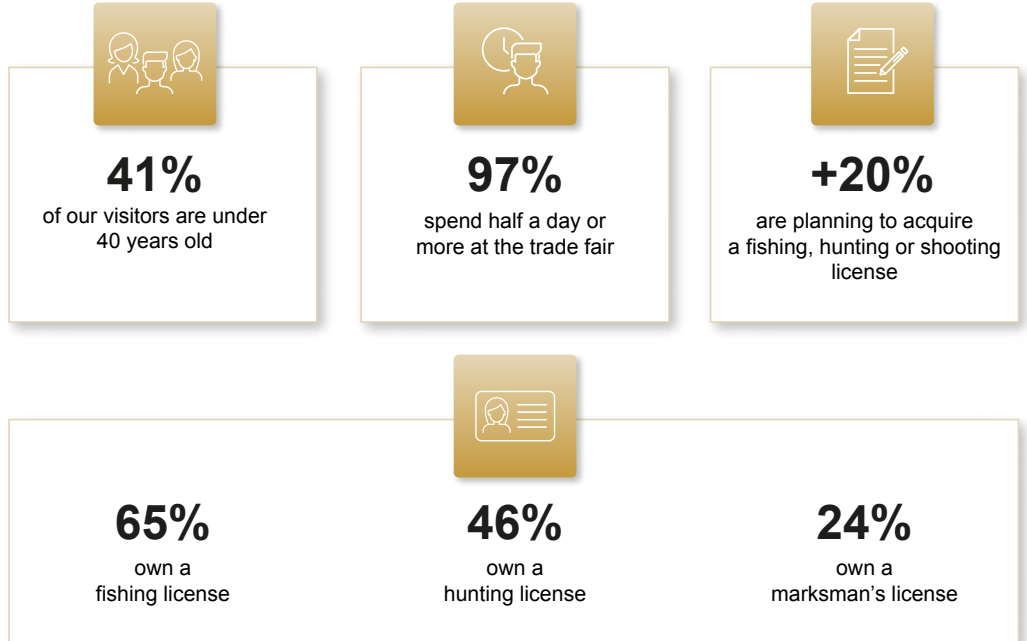 41%
of our visitors are under
40 years old
97%
spend half a day or
more at the trade fair
+20%
are planning to acquire
a fishing, hunting or shooting
license
65%
own a
fishing license
46%
own a
hunting license
24%
own a
marksman’s license